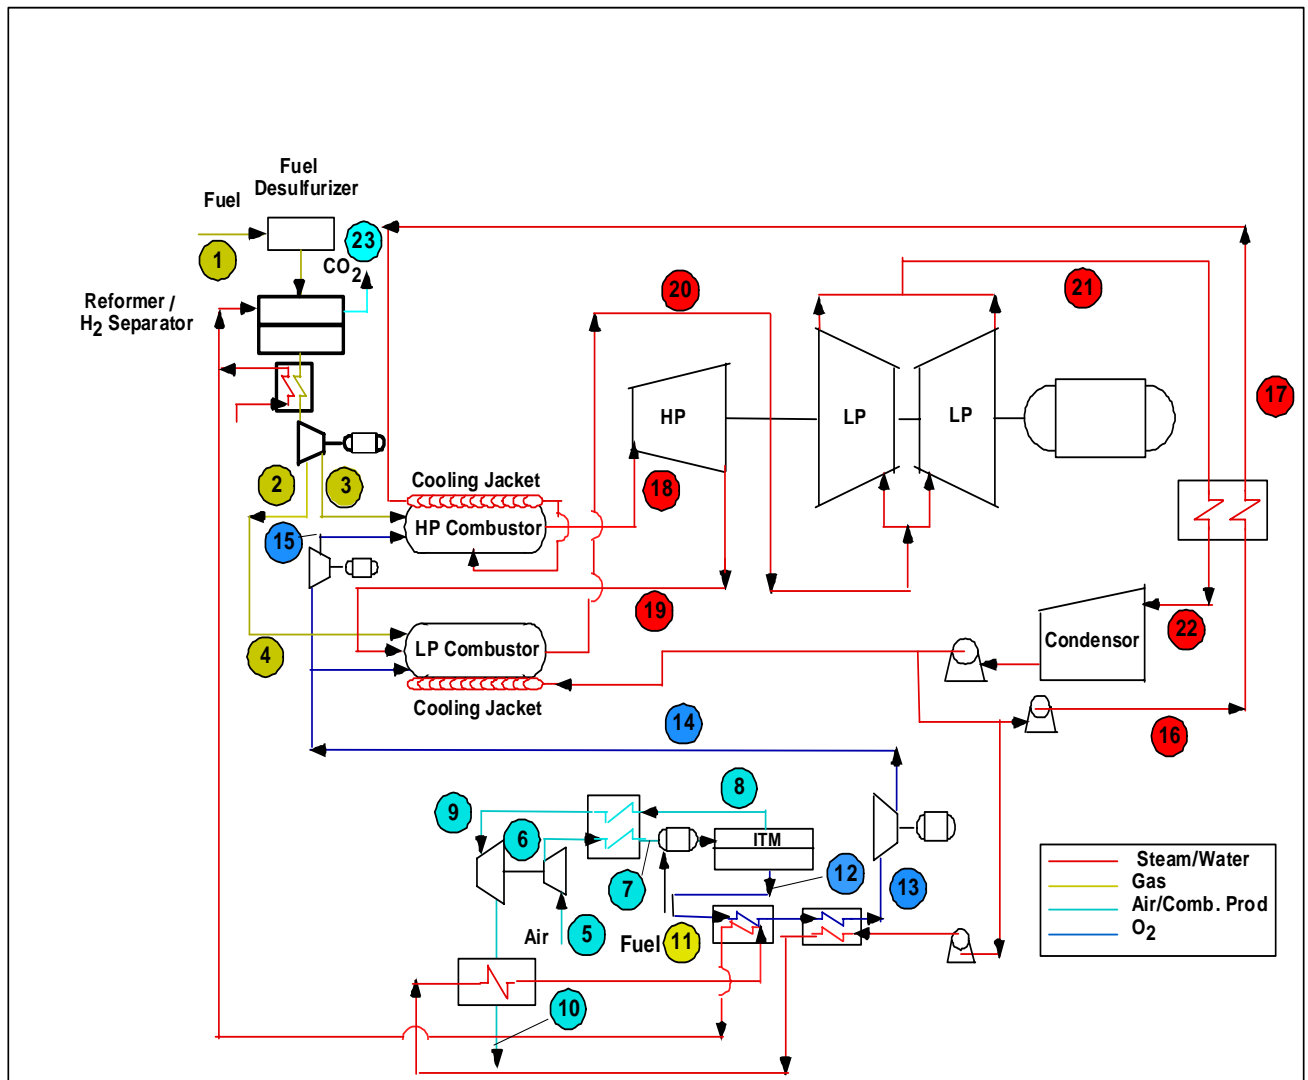 Fuel
Desulfurizer
Fuel
1
23
CO2
Reformer /
H2 Separator
20
21
17
HP
LP
LP
2
3
Cooling Jacket
18
HP Combustor
15
19
22
Condensor
4
LP Combustor
Cooling Jacket
14
16
8
9
6
ITM
7
12
13
Air
5
Fuel
11
10
Steam/Water
Gas
Air/Comb. Prod
O2